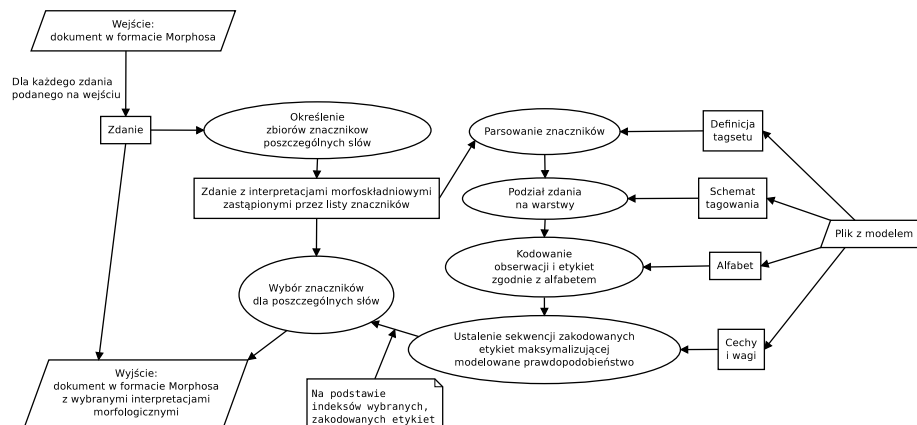 Wejście:
dokument w formacie Morphosa
Dla każdego zdania
podanego na wejściu
Zdanie
Określenie
zbiorów znacznikow
poszczególnych slów
Zdanie z interpretacjami morfoskładniowymi
zastąpionymi przez listy znaczników
Wybór znaczników
dla poszczególnych słów
Wyjście:
dokument w formacie Morphosa
z wybranymi interpretacjami
morfologicznymi
Parsowanie znaczników
Podział zdania
na warstwy
Kodowanie
obserwacji i etykiet
zgodnie z alfabetem
Ustalenie sekwencji zakodowanych
etykiet maksymalizującej
modelowane prawdopodobieństwo
Na podstawie
indeksów wybranych,
zakodowanych etykiet
Definicja
tagsetu
Schemat
tagowania
Alfabet
Cechy
i wagi
Plik z modelem